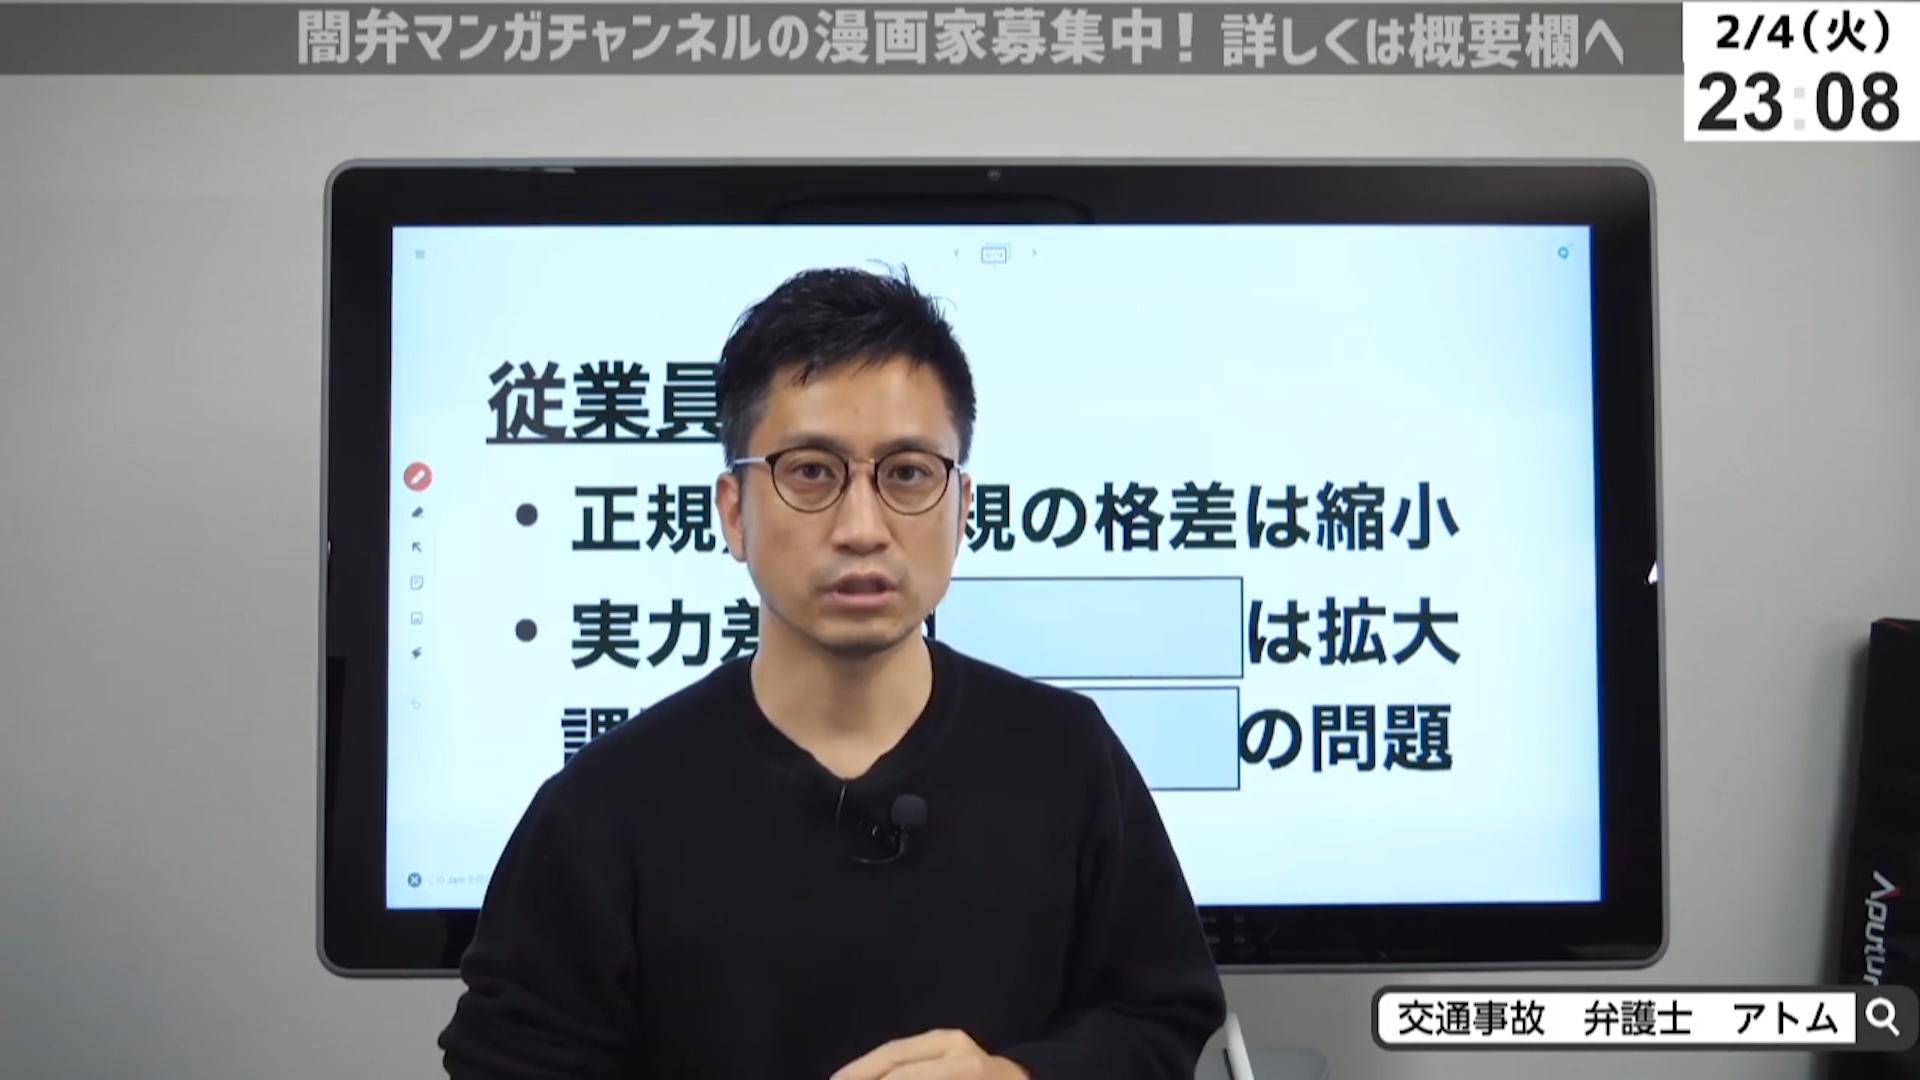 闇弁マンガチャンネルの漫画家募集中！詳しくは概要欄へ
2/4(火)
23:08
従業員
・正規 規の格差は縮小
・実力差 は拡大
の問題
Aputur
交通事故 弁護士 アトム